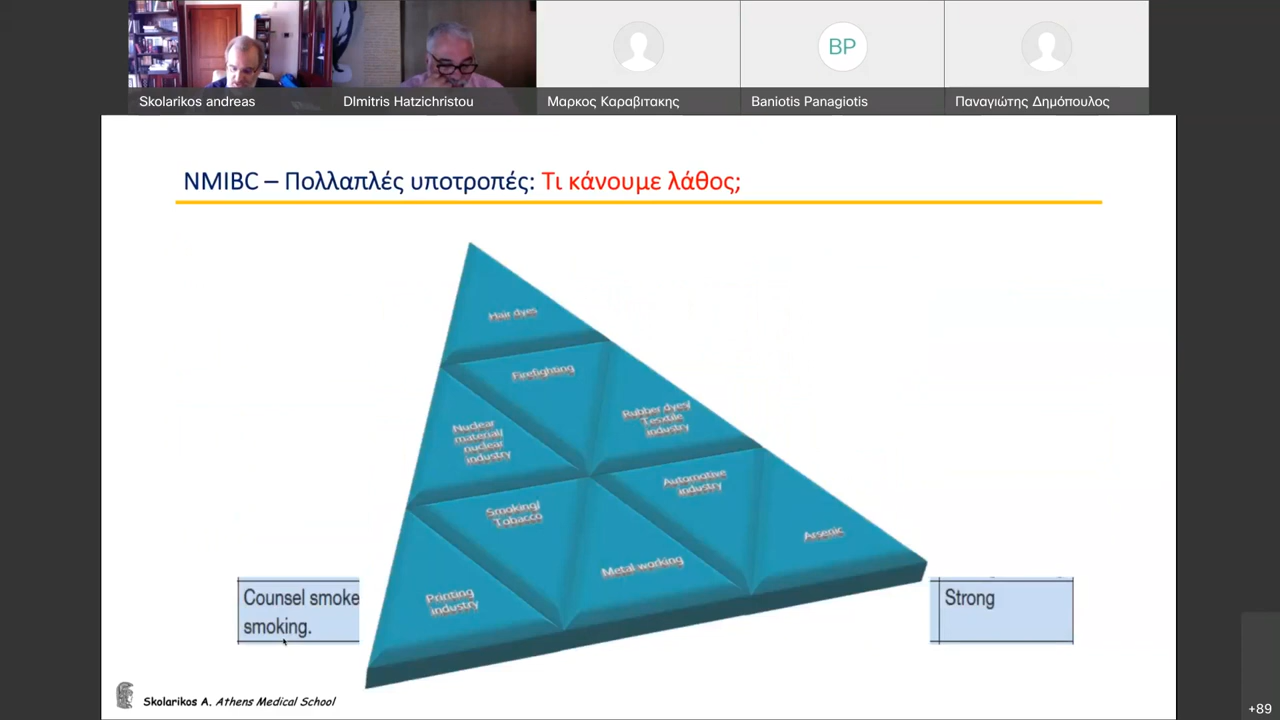 Skolarikos andreas
DImitris Hatzichristou
Μαρκος Καραβιτακης
BP
Baniotis Panagiotis
Παναγιώτης Δημόπουλος
NMIBC – Πολλαπλές υποτροπές: Τι κάνουμε λάθος;
Hair dyes
Firefighting
Rubber dyes/
Textile
industry
Nuclear
material/
nuclear
industry
Automotive
industry
Smoking/
Tobacco
Arsenic
Metal working
Printing
industry
Counsel smoke
smoking.
Strong
Skolarikos A. Athens Medical School
+89